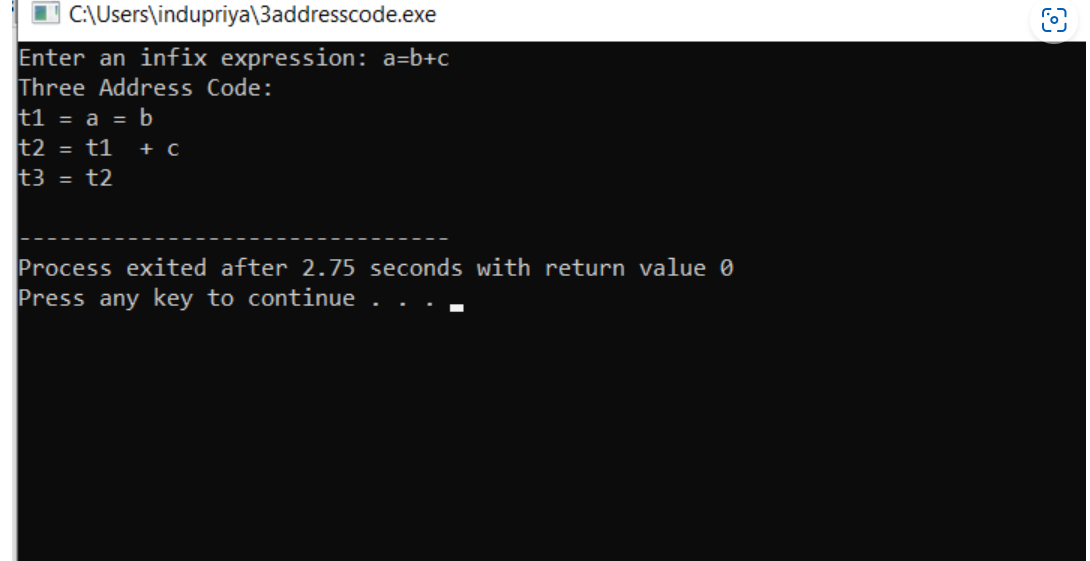 C:\Users\indupriya\3addresscode.exe
Enter an infix expression: a=b+c
Three Address Code:
t1 = a = b
t2 = t1  + c
t3 = t2
--------------------------------
Process exited after 2.75 seconds with return value 0
Press any key to continue . . .